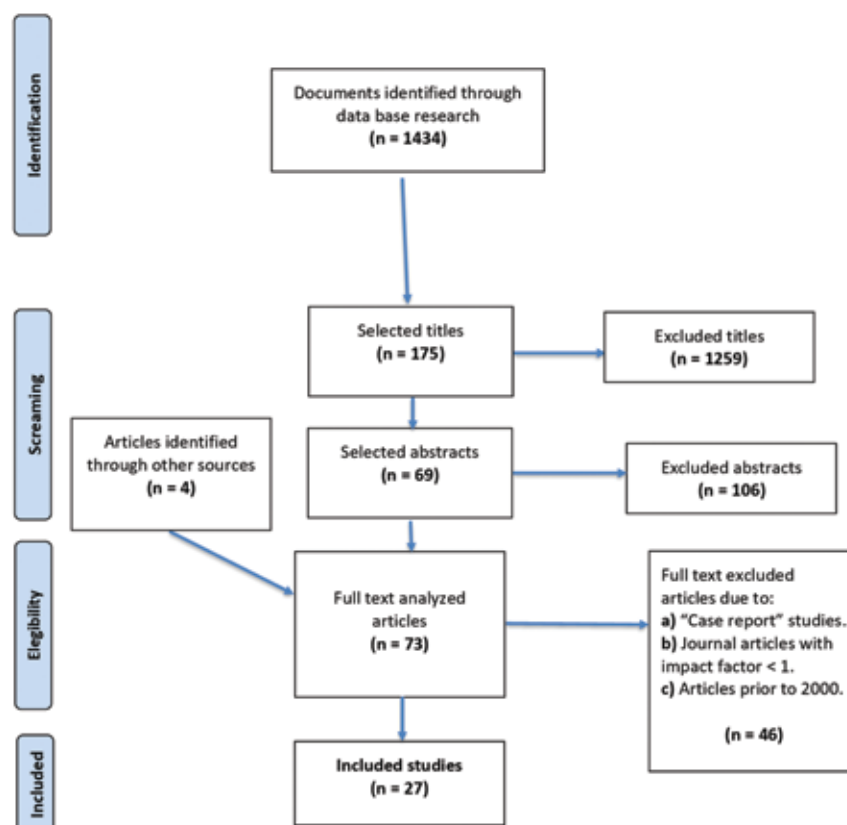 Identification
Documents identified through
data base research
(n = 1434)
Screaming
Selected titles
(n = 175)
Excluded titles
(n = 1259)
Articles identified
through other sources
(n = 4)
Selected abstracts
(n = 69)
Excluded abstracts
(n = 106)
Elegibility
Full text analyzed
articles
(n = 73)
Full text excluded
articles due to:
a) “Case report” studies.
b) Journal articles with
impact factor < 1.
c) Articles prior to 2000.
(n = 46)
Included
Included studies
(n = 27)